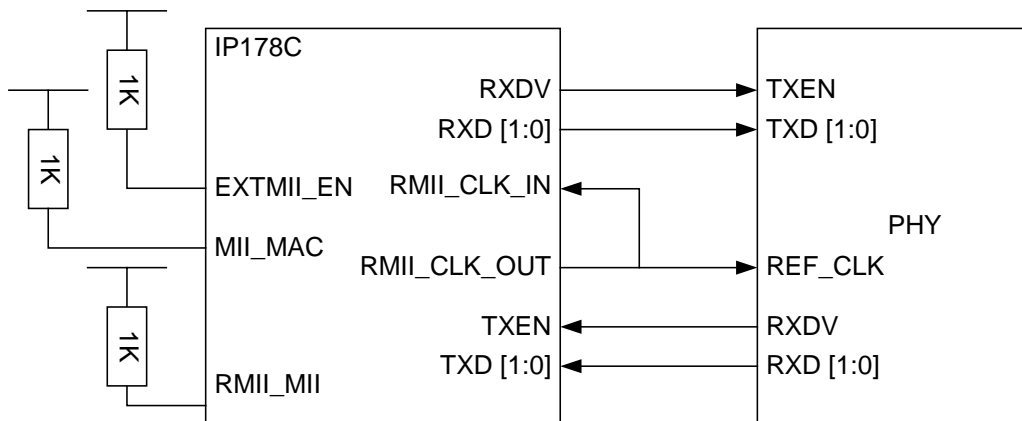 IP178C
1K
1K
1K
EXTMII_EN
MII_MAC
RMII_MII
RXDV
RXD [1:0]
RMII_CLK_IN
RMII_CLK_OUT
TXEN
TXD [1:0]
TXEN
TXD [1:0]
PHY
REF_CLK
RXDV
RXD [1:0]